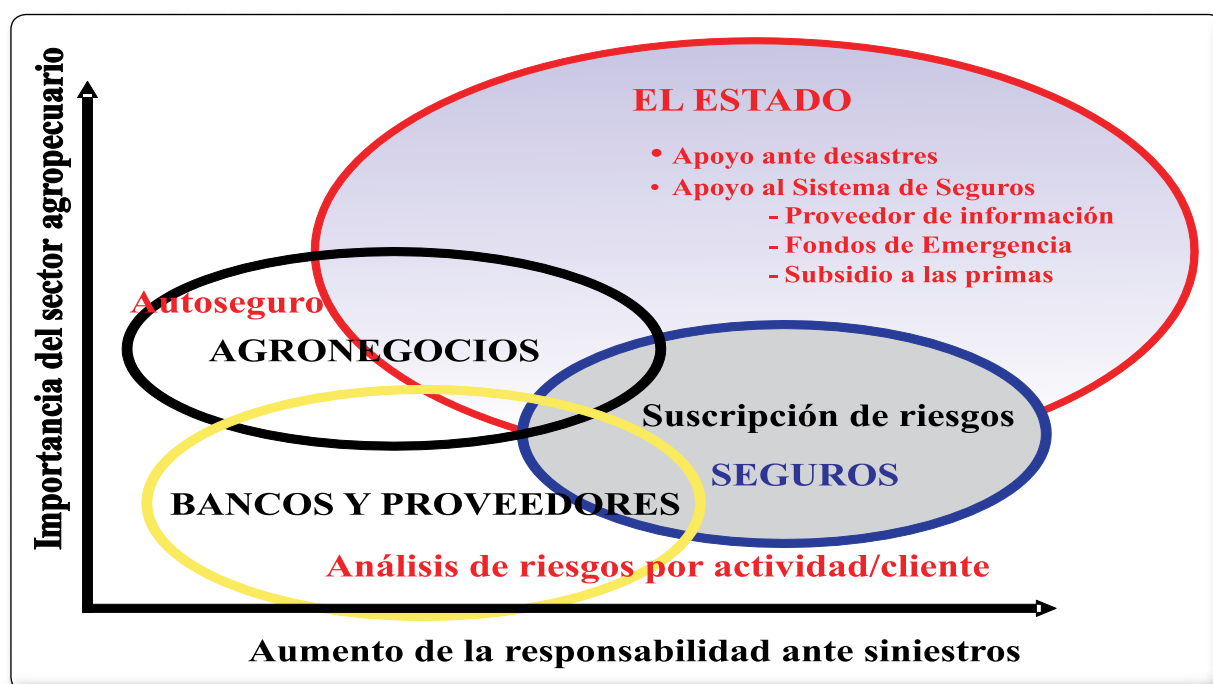 Importancia del sector agropecuario
EL ESTADO
• Apoyo ante desastres
• Apoyo al Sistema de Seguros
- Proveedor de información
- Fondos de Emergencia
- Subsidio a las primas
Autoseguro
AGRONEGOCIOS
Suscripción de riesgos
SEGUROS
BANCOS Y PROVEEDORES
Análisis de riesgos por actividad/cliente
Aumento de la responsabilidad ante siniestros